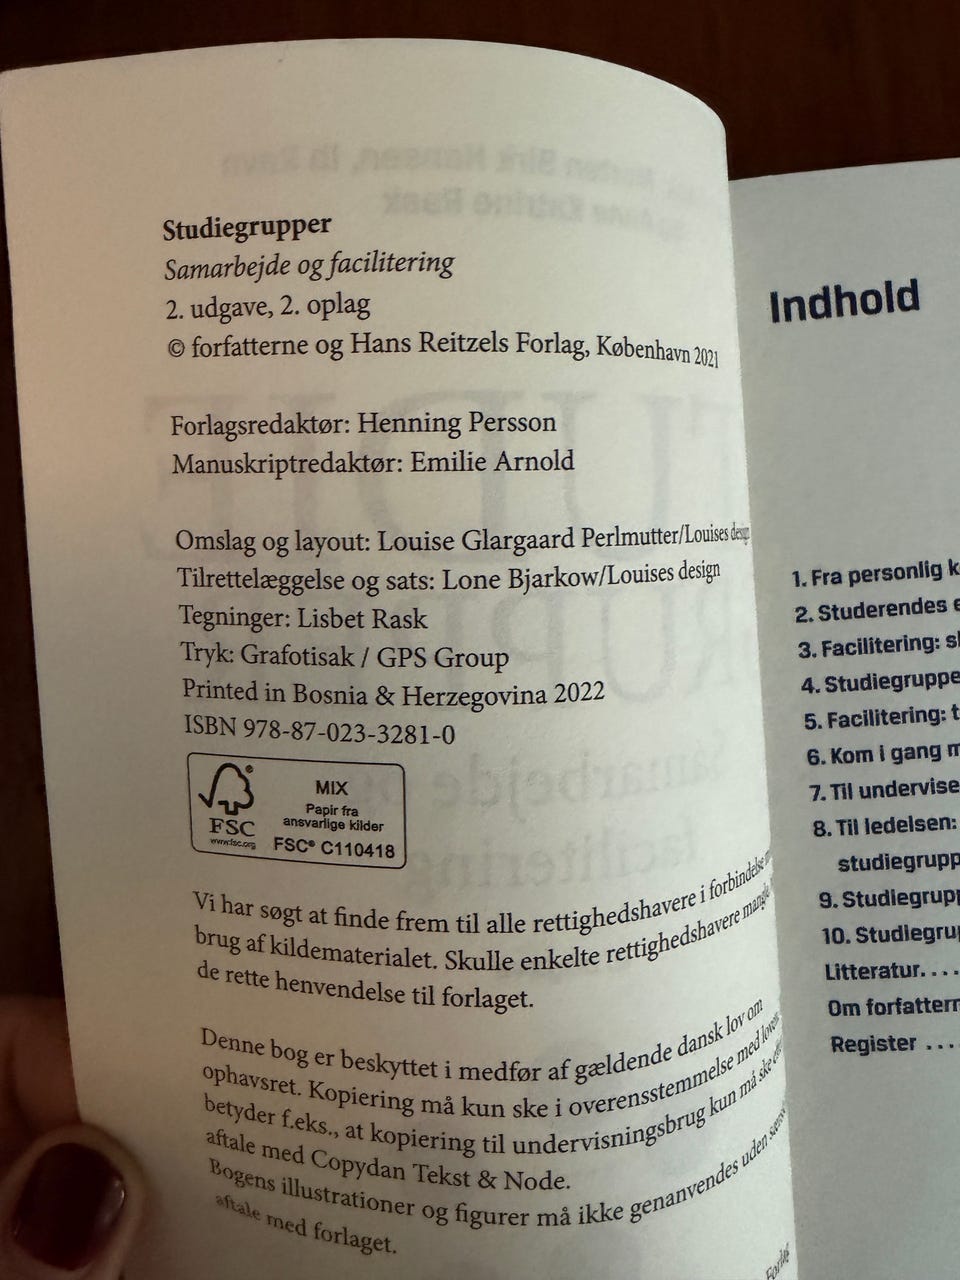 Studiegrupper
Samarbejde og facilitering
2. udgave, 2. oplag
© forfatterne og Hans Reitzels Forlag, København 2021
Forlagsredaktør: Henning Persson
Manuskriptredaktør: Emilie Arnold
Omslag og layout: Louise Glargaard Perlmutter/Louises design
Tilrettelæggelse og sats: Lone Bjarkow/Louises design
Tegninger: Lisbet Rask
Tryk: Grafotisak / GPS Group
Printed in Bosnia & Herzegovina 2022
ISBN 978-87-023-3281-0
FSC®
www.fsc.org
MIX
Papir fra
ansvarlige kilder
FSC® C110418
Vi har søgt at finde frem til alle rettighedshavere i forbindelse
brug af kildematerialet. Skulle enkelte rettighedshavere mangle
de rette henvendelse til forlaget.
Denne bog er beskyttet i medfør af gældende dansk lov om
ophavsret. Kopiering må kun ske i overensstemmelse med loven.
betyder f.eks., at kopiering til undervisningsbrug kun må ske
aftale med Copydan Tekst & Node.
Bogens illustrationer og figurer må ikke genanvendes uden
aftale med forlaget.
Indhold
1. Fra personlig k
2. Studerendes e
3. Facilitering: s
4. Studiegruppe
5. Facilitering: t
6. Kom i gang m
7. Til undervise
8. Til ledelsen:
studiegrupp
9. Studiegrup
10. Studiegru
Litteratur....
Om forfattern
Register ...